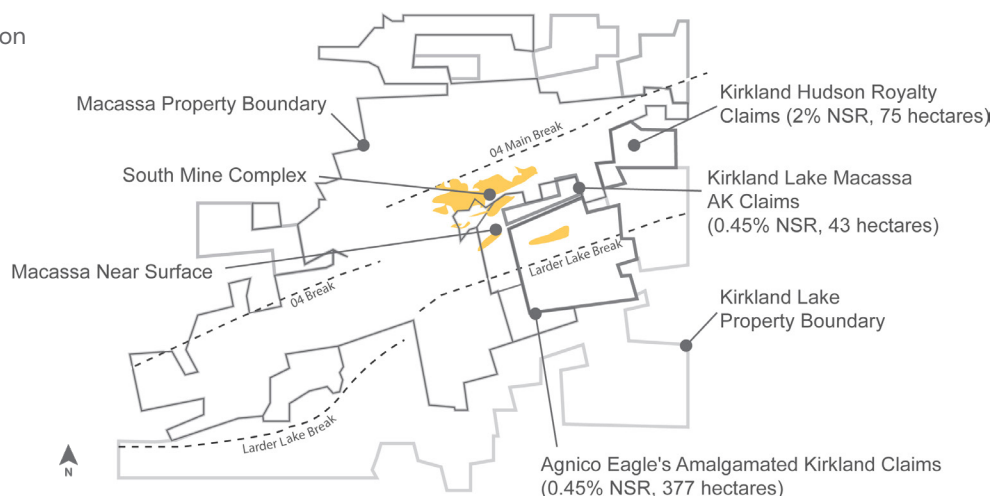 on
Macassa Property Boundary
South Mine Complex
Macassa Near Surface
04 Main Break
04 Break
Larder Lake Break
Larder Lake Break
Kirkland Hudson Royalty
Claims (2% NSR, 75 hectares)
Kirkland Lake Macassa
AK Claims
(0.45% NSR, 43 hectares)
Kirkland Lake
Property Boundary
Agnico Eagle's Amalgamated Kirkland Claims
(0.45% NSR, 377 hectares)
N